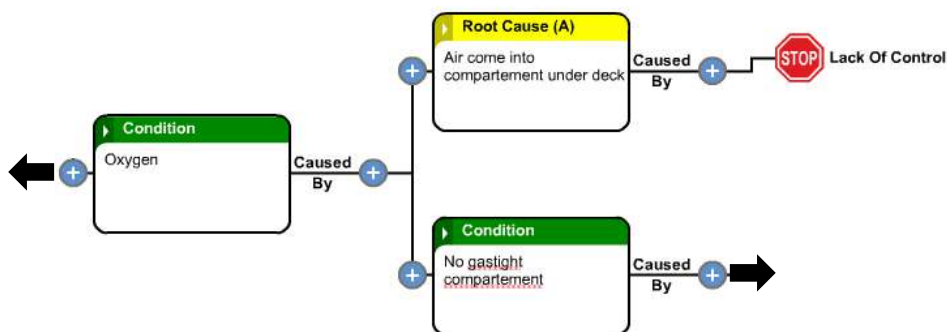 Root Cause (A)
Air come into
compartement under deck
Caused
By
STOP
Lack Of Control
Condition
Oxygen
Caused
By
Condition
No gastight
compartement
Caused
By